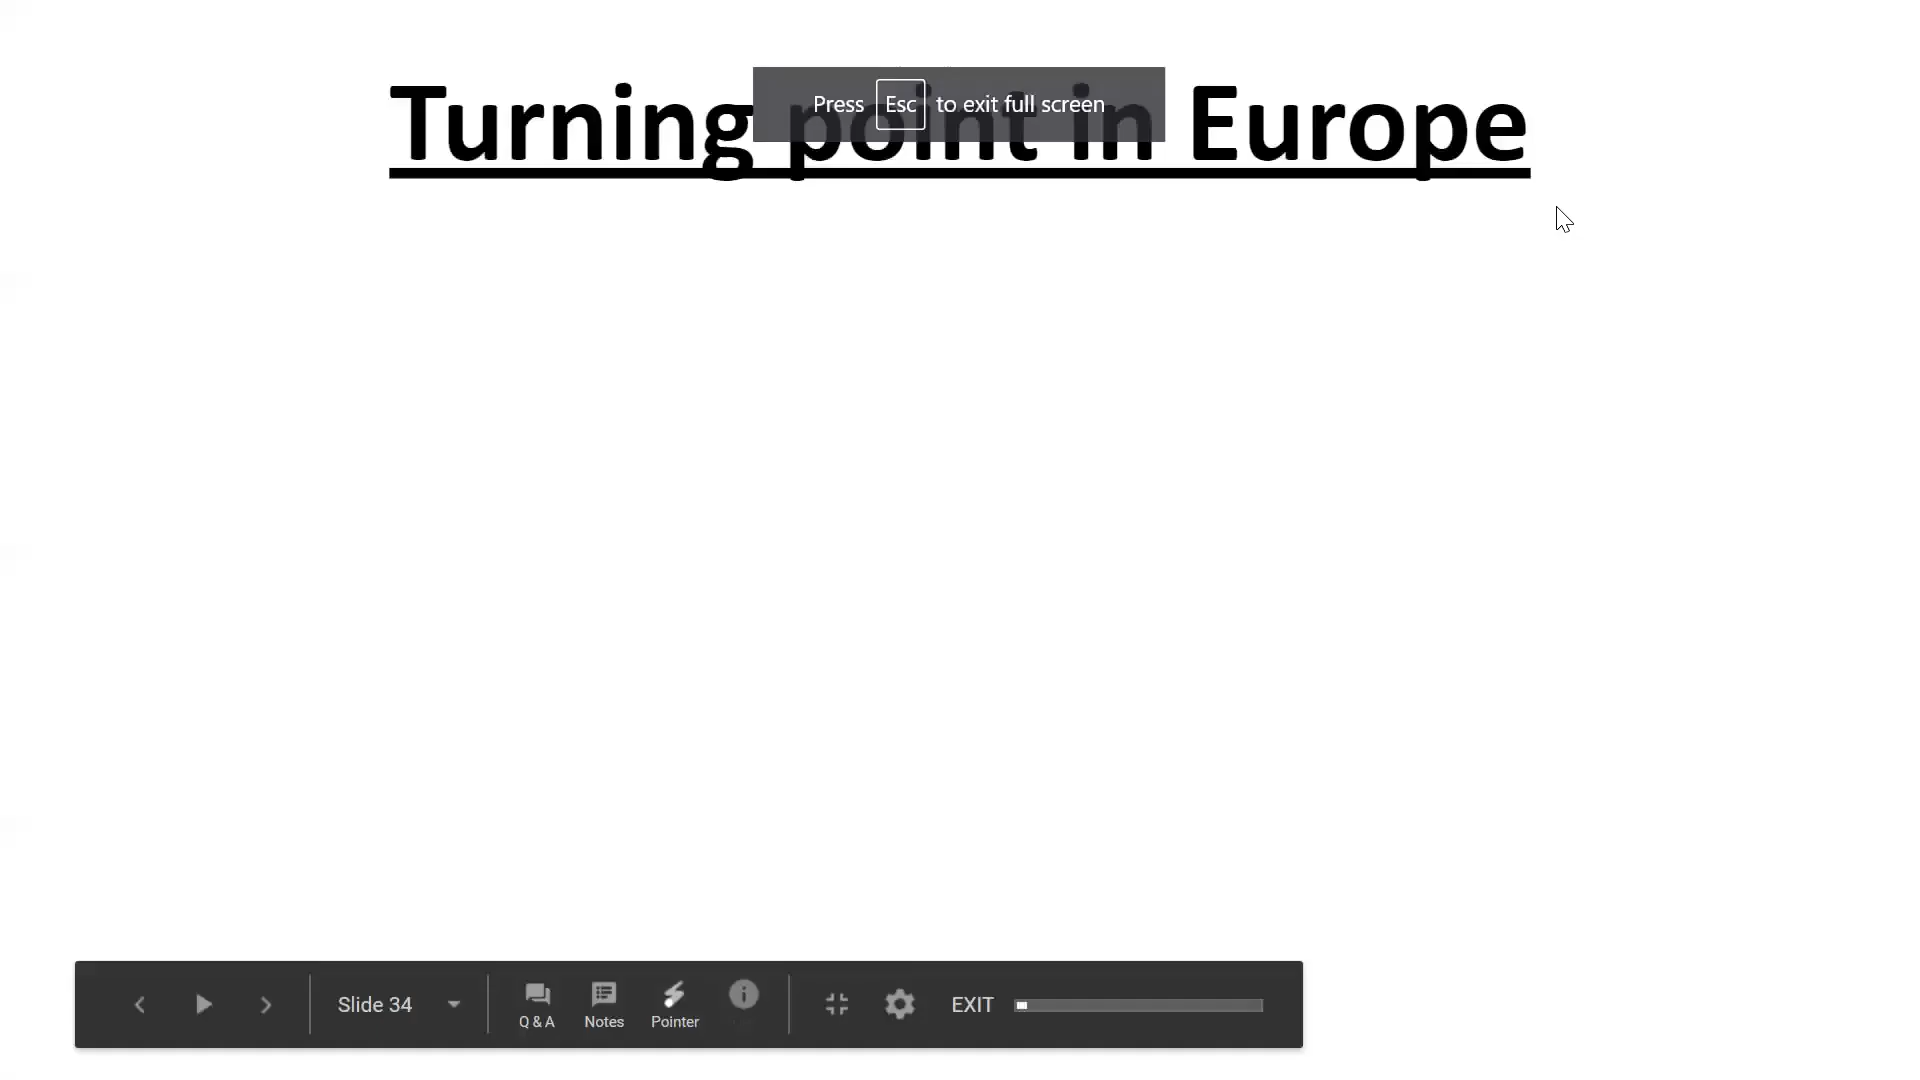 Turning point in Europe
Press Esc to exit full screen
Slide 34
Q & A
Notes
Pointer
EXIT